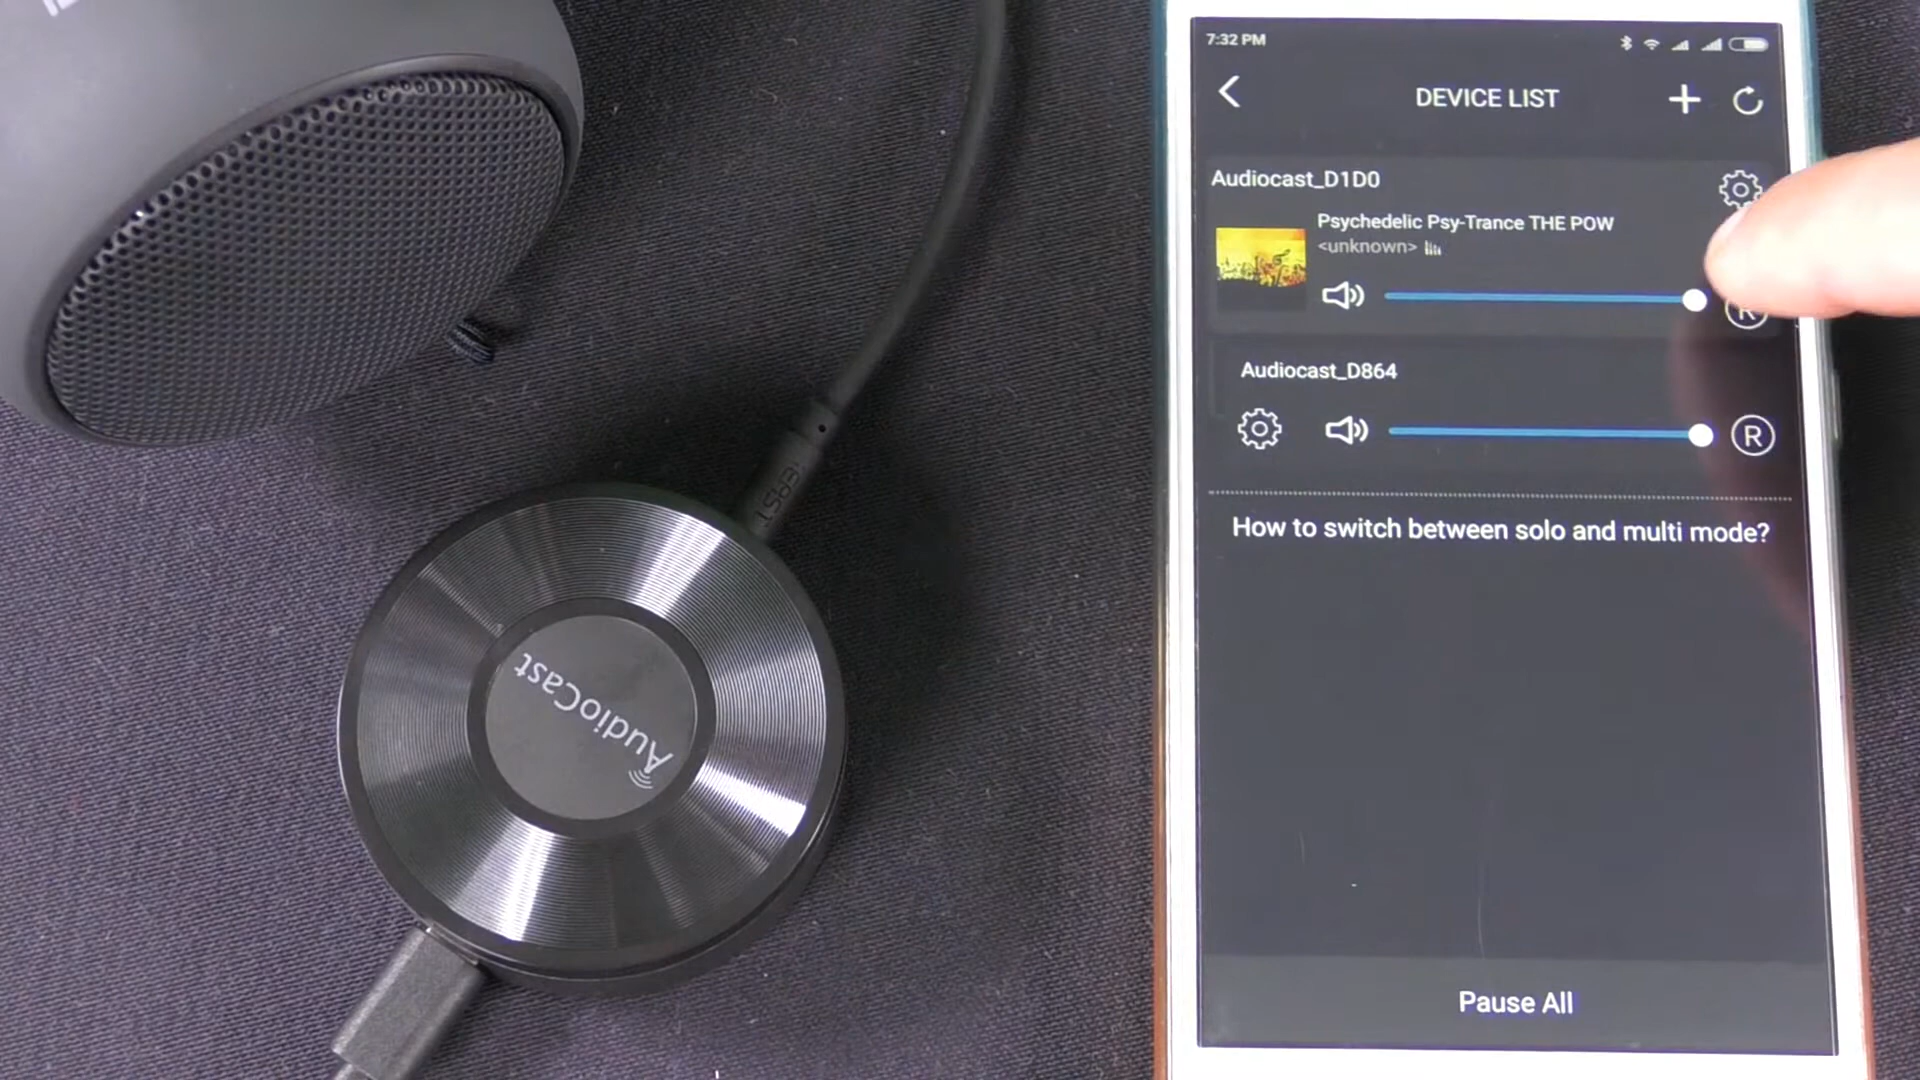 7:32 PM
DEVICE LIST
Audiocast_D1D0
Psychedelic Psy-Trance THE POW
<unknown>
R
Audiocast_D864
R
How to switch between solo and multi mode?
Pause All
AudioCast